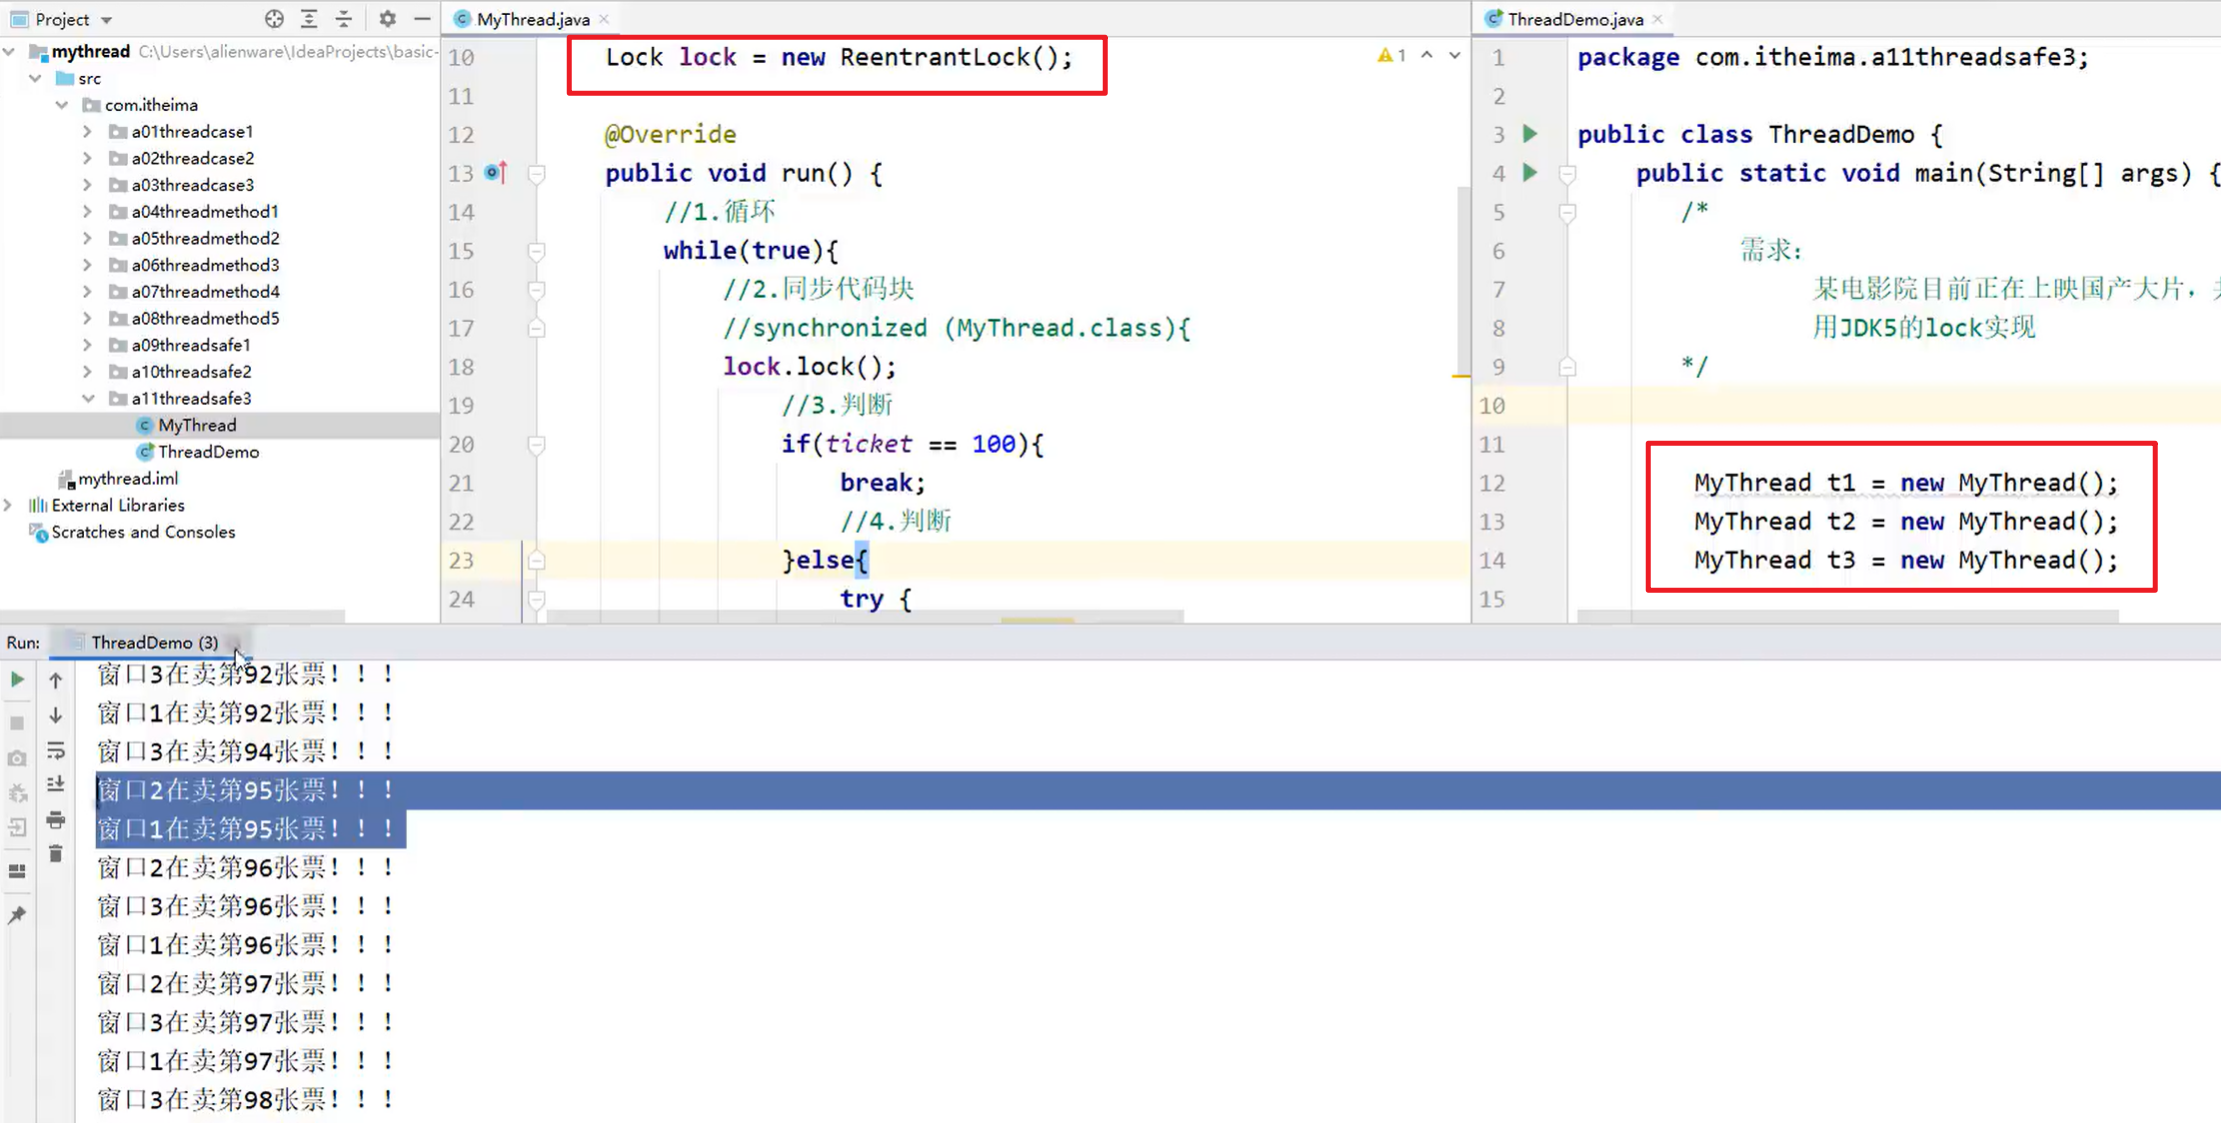 Project
mythread C:\Users\alienware\IdeaProjects\basic-
src
com.itheima
a01threadcase1
a02threadcase2
a03threadcase3
a04threadmethod1
a05threadmethod2
a06threadmethod3
a07threadmethod4
a08threadmethod5
a09threadsafe1
a10threadsafe2
a11threadsafe3
MyThread
ThreadDemo
mythread.iml
External Libraries
Scratches and Consoles
MyThread.java
1
10 Lock lock = new ReentrantLock();
11
12 @Override
13 public void run() {
14 //1.循环
15 while(true){
16 //2.同步代码块
17 //synchronized (MyThread.class){
18 lock.lock();
19 //3.判断
20 if(ticket == 100){
21 break;
22 //4.判断
23 }else{
24 try {
ThreadDemo.java
1 package com.itheima.a11threadsafe3;
2
3 public class ThreadDemo {
4 public static void main(String[] args) {
5 /*
6 需求：
7 某电影院目前正在上映国产大片，
8 用JDK5的lock实现
9 */
10
11
12 MyThread t1 = new MyThread();
13 MyThread t2 = new MyThread();
14 MyThread t3 = new MyThread();
15
Run: ThreadDemo (3)
窗口3在卖第92张票！！！
窗口1在卖第92张票！！！
窗口3在卖第94张票！！！
窗口2在卖第95张票！！！
窗口1在卖第95张票！！！
窗口2在卖第96张票！！！
窗口3在卖第96张票！！！
窗口1在卖第96张票！！！
窗口2在卖第97张票！！！
窗口3在卖第97张票！！！
窗口1在卖第97张票！！！
窗口3在卖第98张票！！！